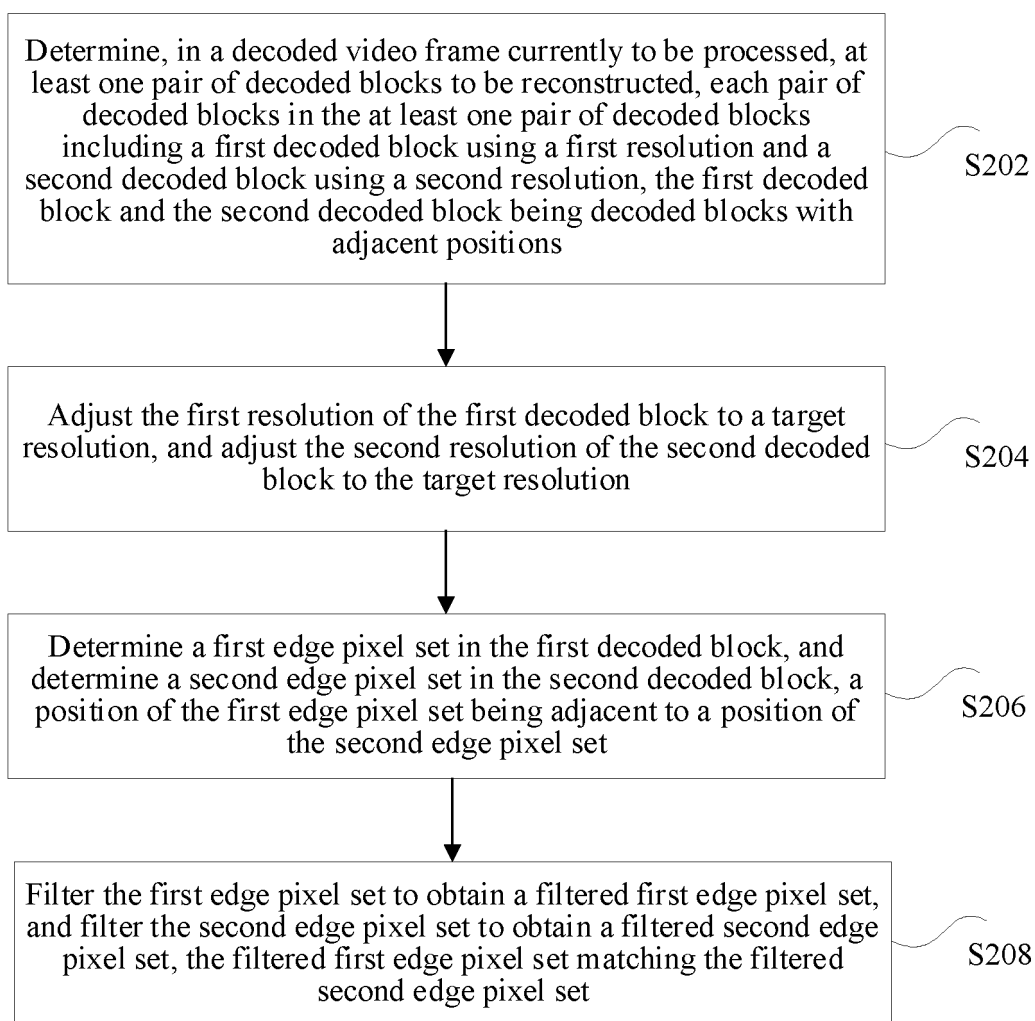 Determine, in a decoded video frame currently to be processed, at
least one pair of decoded blocks to be reconstructed, each pair of
decoded blocks in the at least one pair of decoded blocks
including a first decoded block using a first resolution and a
second decoded block using a second resolution, the first decoded
block and the second decoded block being decoded blocks with
adjacent positions
S202
Adjust the first resolution of the first decoded block to a target
resolution, and adjust the second resolution of the second decoded
block to the target resolution
S204
Determine a first edge pixel set in the first decoded block, and
determine a second edge pixel set in the second decoded block, a
position of the first edge pixel set being adjacent to a position of
the second edge pixel set
S206
Filter the first edge pixel set to obtain a filtered first edge pixel set,
and filter the second edge pixel set to obtain a filtered second edge
pixel set, the filtered first edge pixel set matching the filtered
second edge pixel set
S208